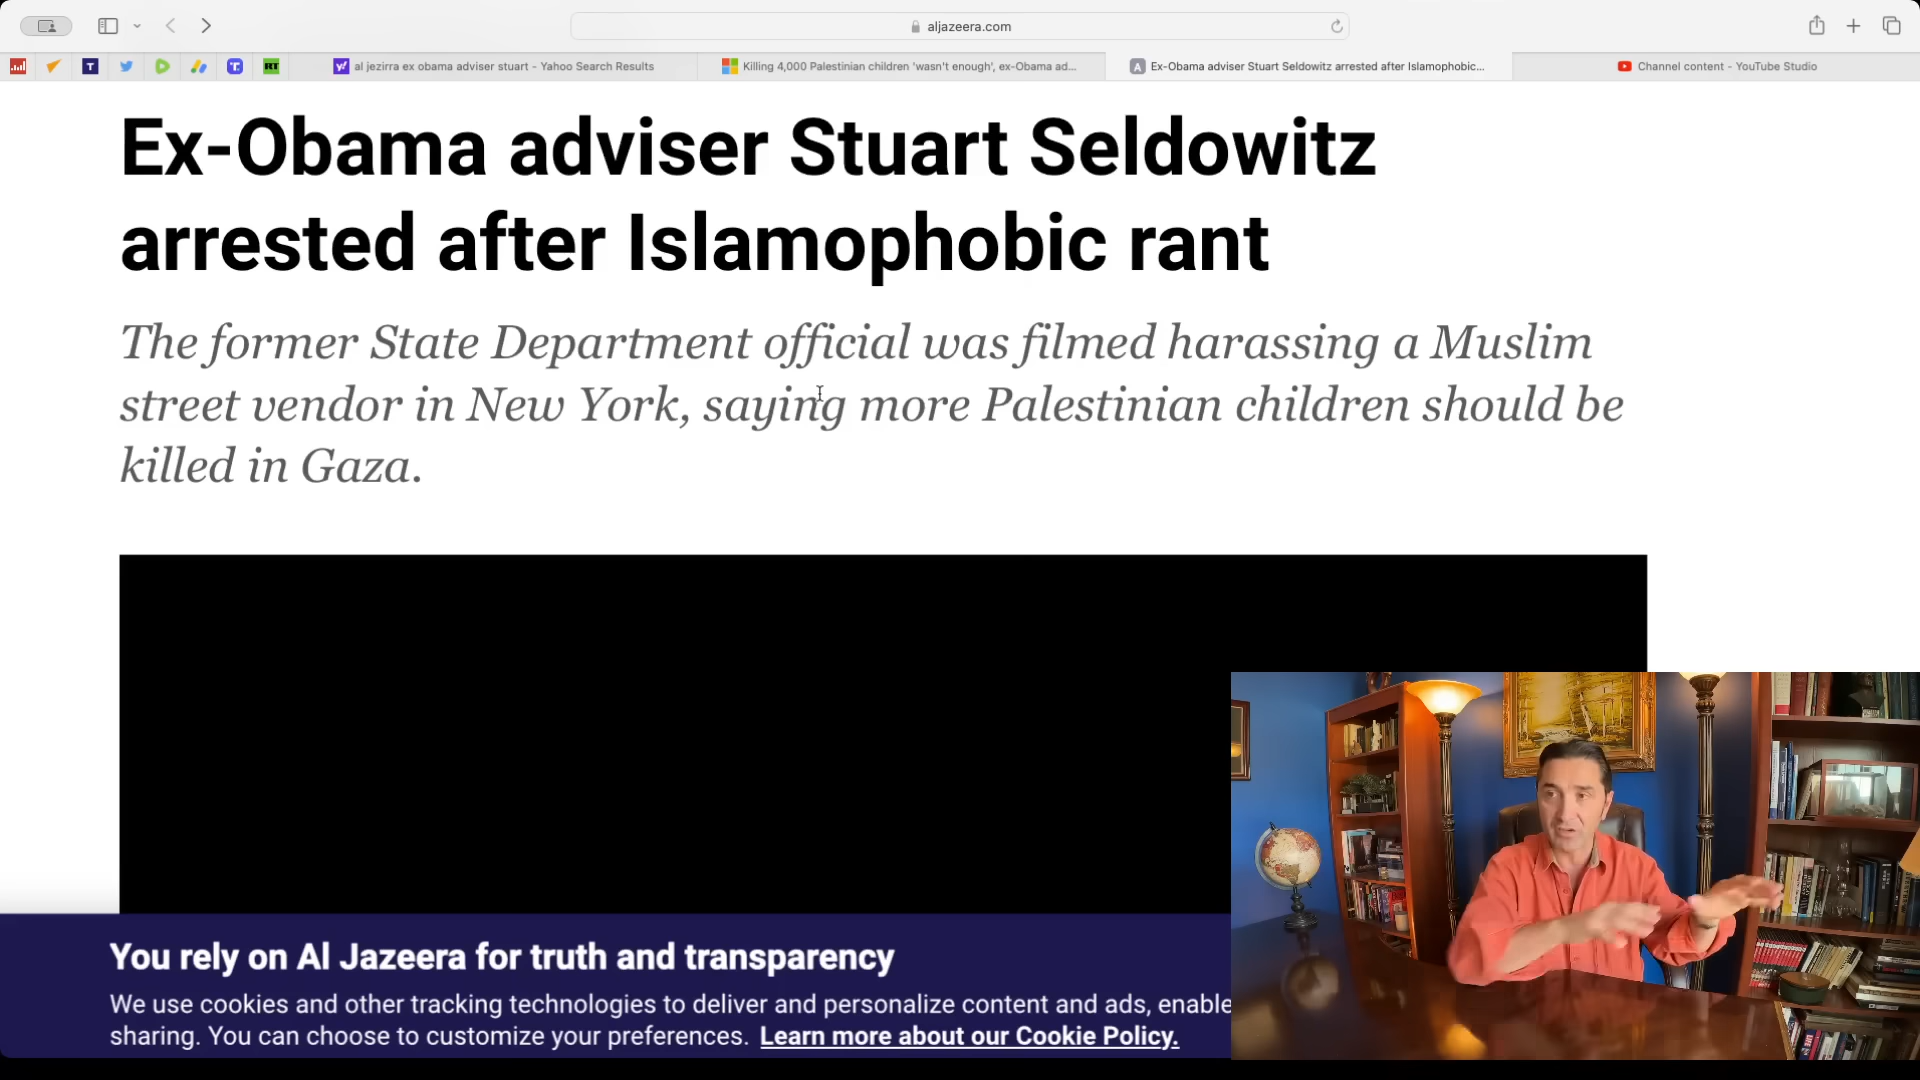 aljazeera.com
T
T
RT
y!
al jezirra ex obama adviser stuart - Yahoo Search Results
Killing 4,000 Palestinian children 'wasn't enough', ex-Obama ad...
A
Ex-Obama adviser Stuart Seldowitz arrested after Islamophobic...
Channel content - YouTube Studio
Ex-Obama adviser Stuart Seldowitz
arrested after Islamophobic rant
The former State Department official was filmed harassing a Muslim
street vendor in New York, saying more Palestinian children should be
killed in Gaza.
You rely on Al Jazeera for truth and transparency
We use cookies and other tracking technologies to deliver and personalize content and ads, enable
sharing. You can choose to customize your preferences. Learn more about our Cookie Policy.